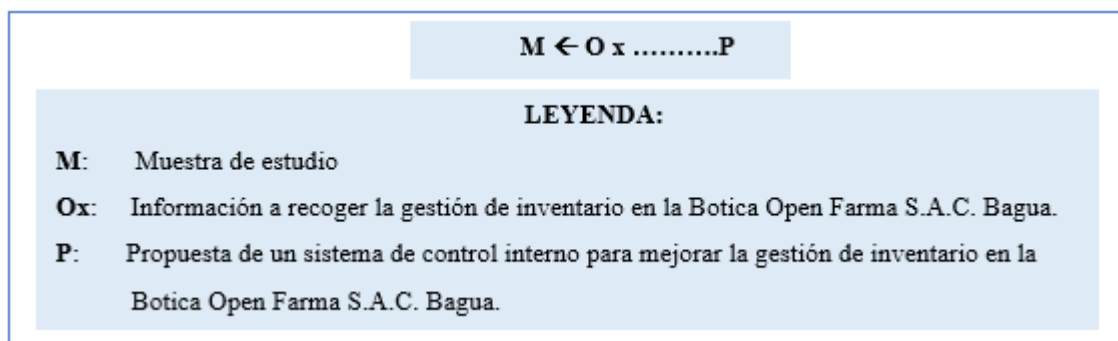 M ← O x ……….P
LEYENDA:
M: Muestra de estudio
Ox: Información a recoger la gestión de inventario en la Botica Open Farma S.A.C. Bagua.
P: Propuesta de un sistema de control interno para mejorar la gestión de inventario en la
Botica Open Farma S.A.C. Bagua.